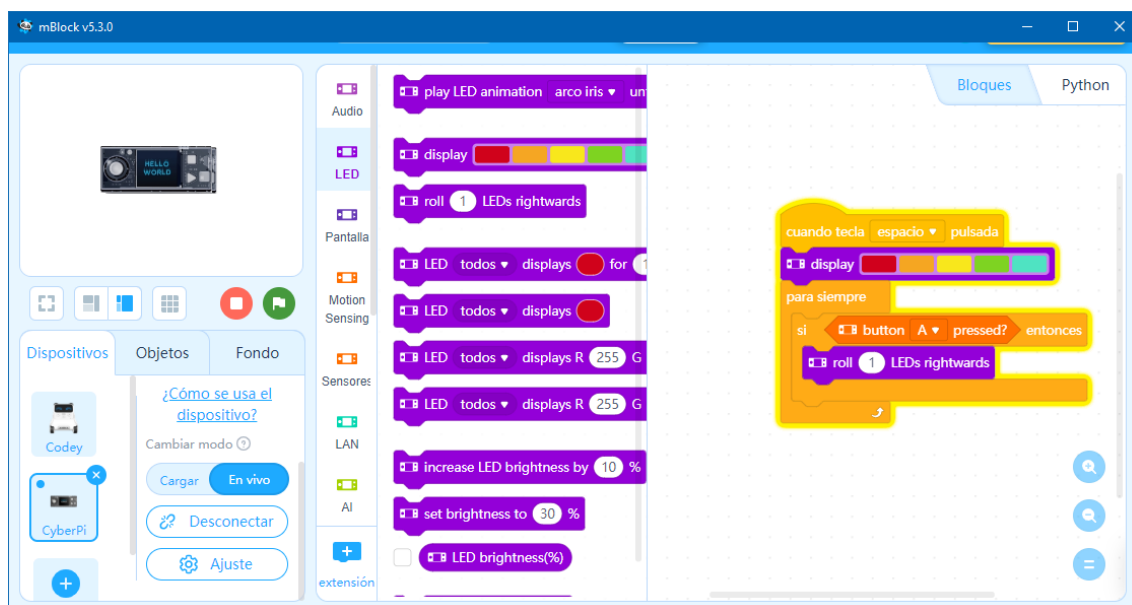 mBlock v5.3.0
HELLO
WORLD
Dispositivos
Objetos
Fondo
Codey
CyberPi
¿Cómo se usa el
dispositivo?
Cambiar modo
Cargar
En vivo
Desconectar
Ajuste
Audio
LED
Pantalla
Motion
Sensing
Sensores
LAN
AI
extensión
play LED animation arco iris un
display
roll 1 LEDs rightwards
LED todos displays for 1
LED todos displays
LED todos displays R 255 G
LED todos displays R 255 G
increase LED brightness by 10 %
set brightness to 30 %
LED brightness(%)
Bloques
Python
cuando tecla espacio pulsada
display
para siempre
si button A pressed? entonces
roll 1 LEDs rightwards